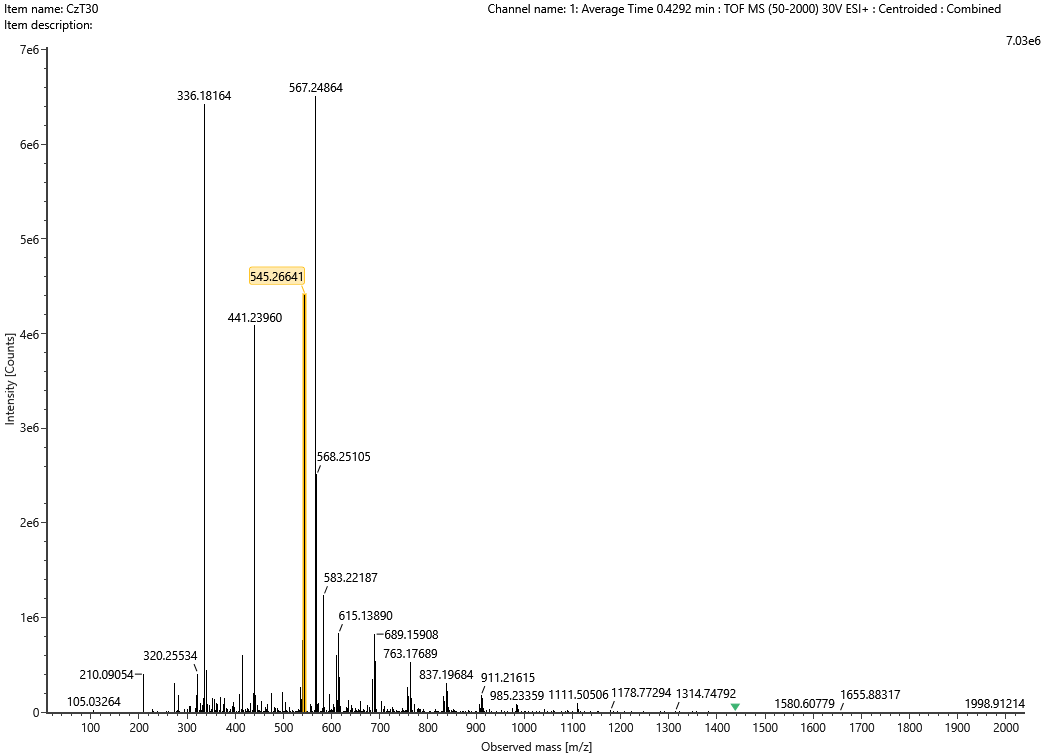 Item name: CzT30
Channel name: 1: Average Time 0.4292 min : TOF MS (50-2000) 30V ESI+ : Centroided : Combined
Item description:
7.03e6
7e6
567.24864
336.18164
6e6
5e6
545.26641
441.23960
4e6
Intensity [Counts]
3e6
568.25105
2e6
583.22187
1e6
615.13890
689.15908
320.25534
763.17689
210.09054
837.19684
911.21615
105.03264
985.23359
1111.50506
1178.77294
1314.74792
1580.60779
1655.88317
1998.91214
0
100 200 300 400 500 600 700 800 900 1000 1100 1200 1300 1400 1500 1600 1700 1800 1900 2000
Observed mass [m/z]